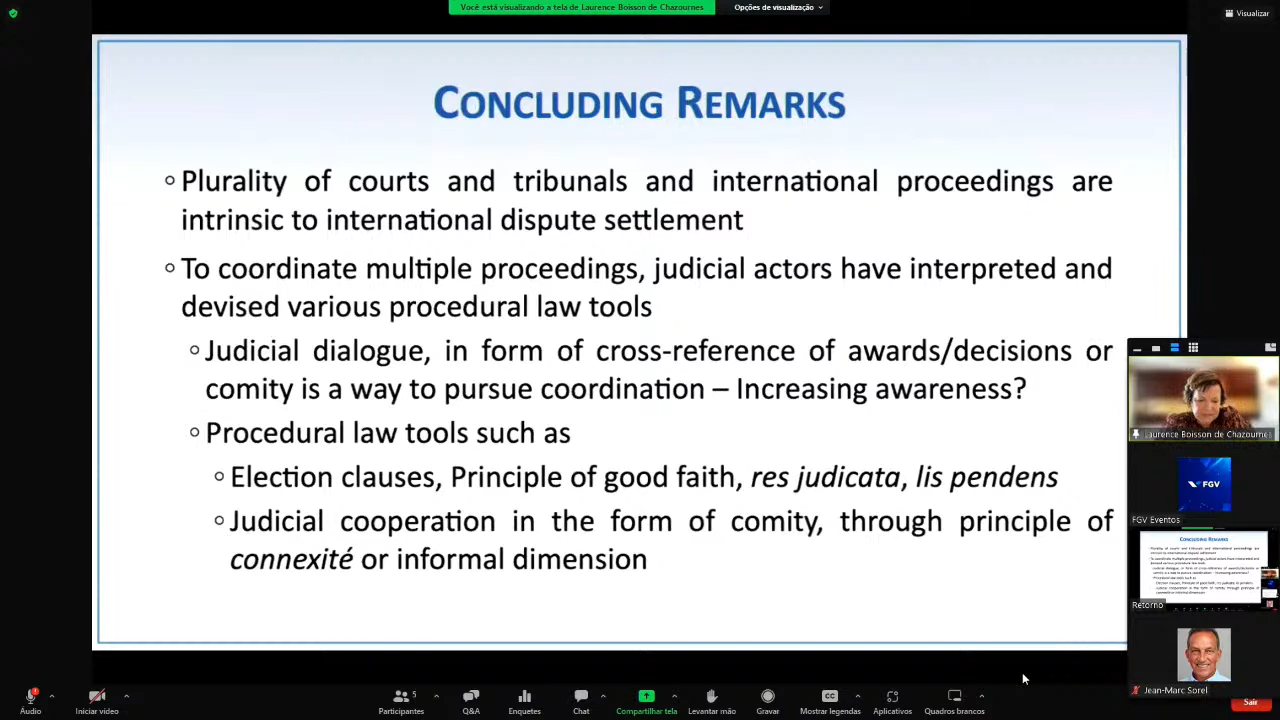 Você está visualizando a tela de Laurence Boisson de Chazournes
Opções de visualização
Visualizar
CONCLUDING REMARKS
Plurality of courts and tribunals and international proceedings are
intrinsic to international dispute settlement
To coordinate multiple proceedings, judicial actors have interpreted and
devised various procedural law tools
Judicial dialogue, in form of cross-reference of awards/decisions or
comity is a way to pursue coordination – Increasing awareness?
Procedural law tools such as
Election clauses, Principle of good faith, res judicata, lis pendens
Judicial cooperation in the form of comity, through principle of
connexité or informal dimension
Laurence Boisson de Chazournes
FGV
FGV Eventos
CONCLUDING REMARKS
Retorno
Jean-Marc Sorel
Áudio
Iniciar vídeo
Participantes
5
Q&A
Enquetes
Chat
Compartilhar tela
Levantar mão
Gravar
CC
Mostrar legendas
Aplicativos
Quadros brancos
Sair